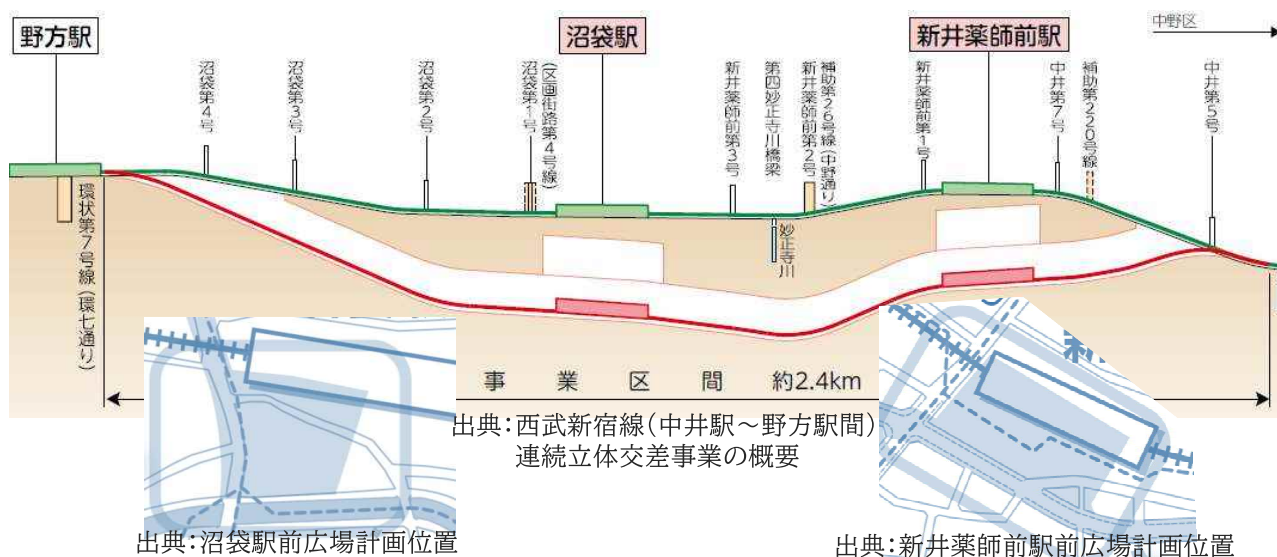 野方駅
沼袋駅
新井薬師前駅
中野区
沼袋第4号
沼袋第3号
沼袋第2号
沼袋第1号
(区画街路第4号線)
新井薬師前第3号
第四妙正寺川橋梁
新井薬師前第2号
補助第26号線(中野通り)
新井薬師前第1号
中井第7号
補助第220号線
中井第5号
環状第7号線(環七通り)
妙正寺川
事業区間 約2.4km
出典：西武新宿線(中井駅～野方駅間)
連続立体交差事業の概要
出典：沼袋駅前広場計画位置
出典：新井薬師前駅前広場計画位置